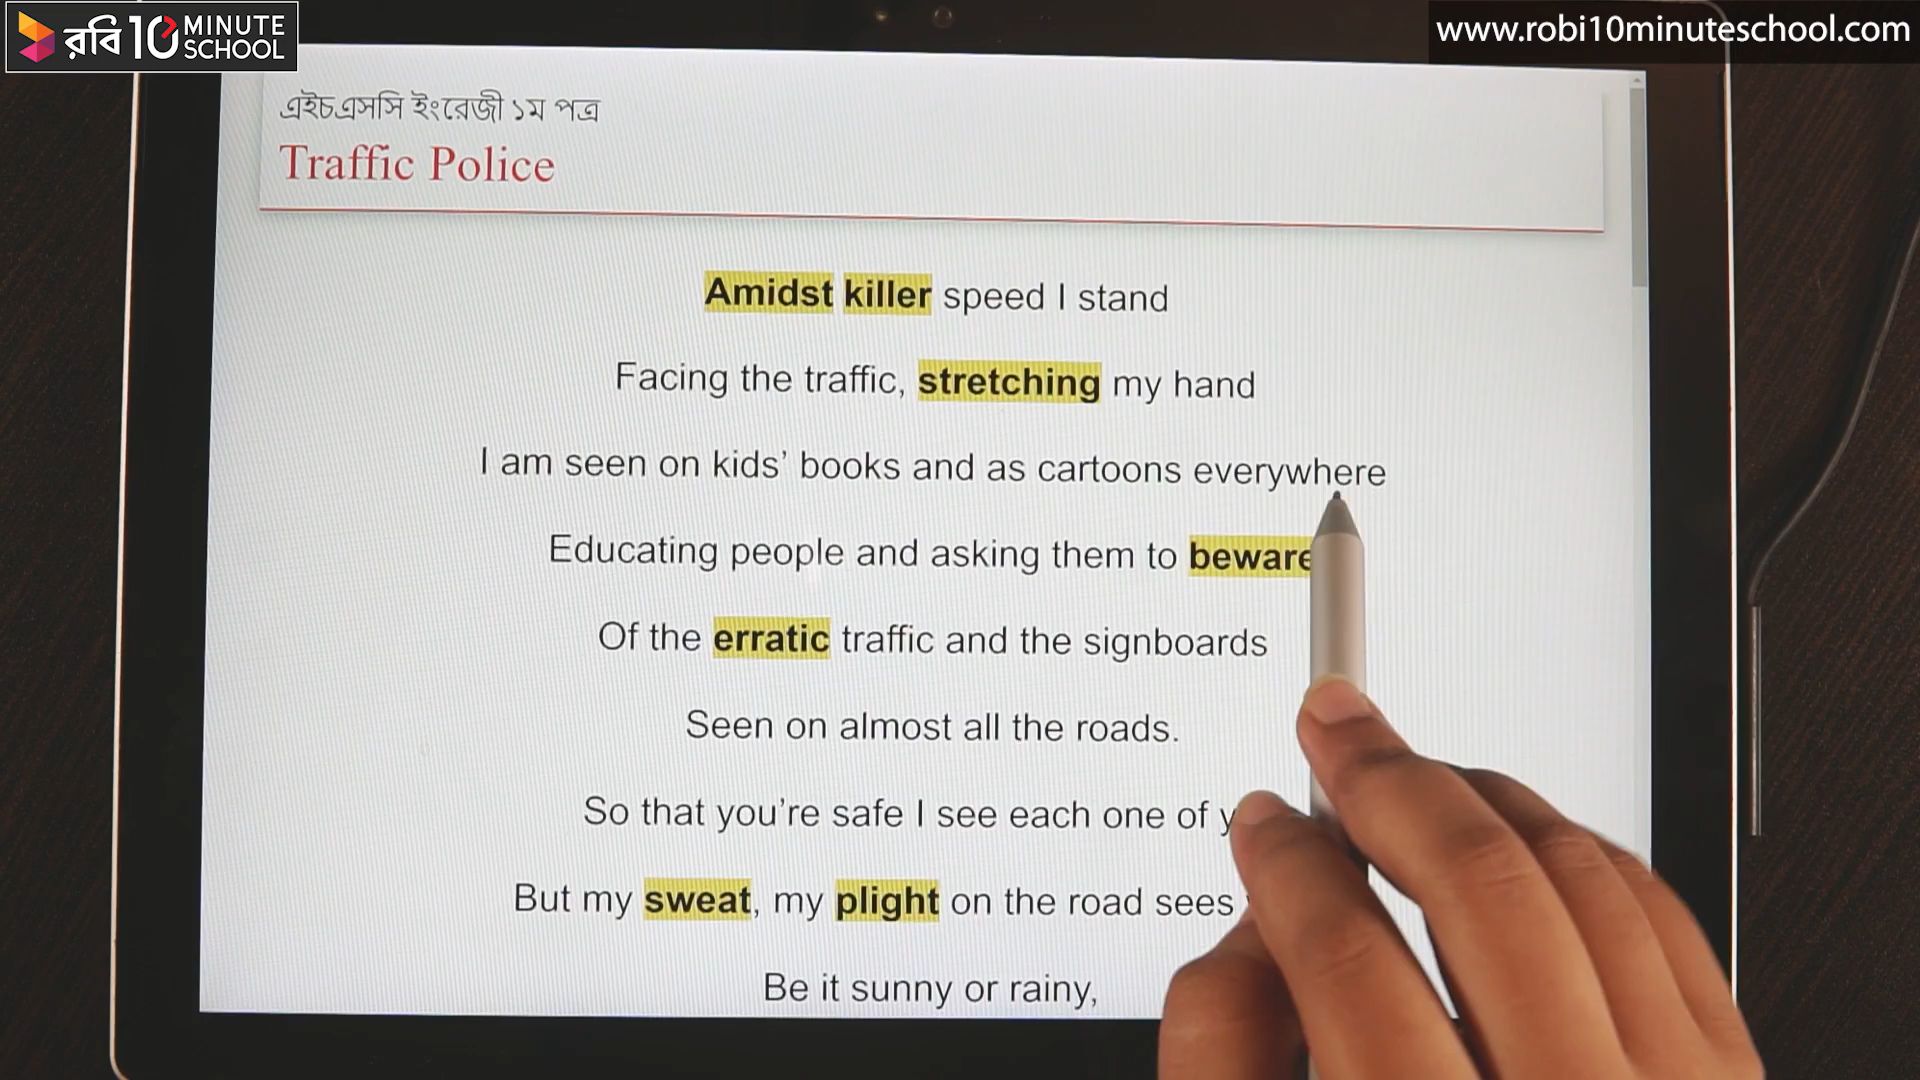 রবি 10 MINUTE SCHOOL
www.robi10minuteschool.com
এইচএসসি ইংরেজী ১ম পত্র
Traffic Police
Amidst killer speed I stand
Facing the traffic, stretching my hand
I am seen on kids' books and as cartoons everywhere
Educating people and asking them to beware
Of the erratic traffic and the signboards
Seen on almost all the roads.
So that you're safe I see each one of
But my sweat, my plight on the road sees
Be it sunny or rainy,